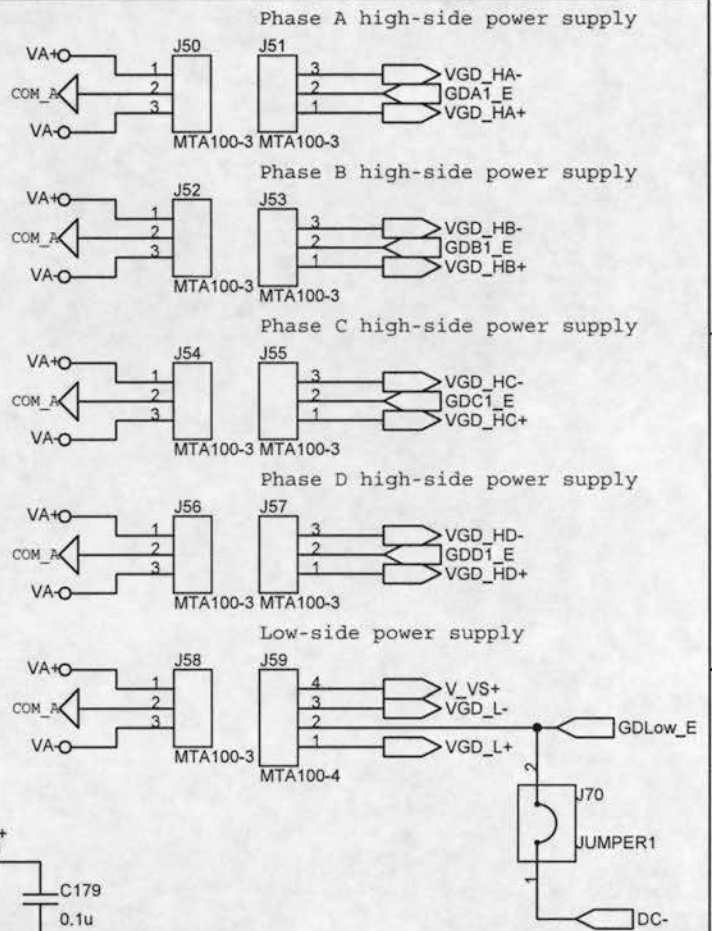 Phase A high-side power supply
J50 J51
VA+
1 3 VGD_HA-
COM_A 2 2 GDA1_E
3 1 VGD_HA+
VA-
MTA100-3 MTA100-3
Phase B high-side power supply
J52 J53
VA+
1 3 VGD_HB-
COM_A 2 2 GDB1_E
3 1 VGD_HB+
VA-
MTA100-3 MTA100-3
Phase C high-side power supply
J54 J55
VA+
1 3 VGD_HC-
COM_A 2 2 GDC1_E
3 1 VGD_HC+
VA-
MTA100-3 MTA100-3
Phase D high-side power supply
J56 J57
VA+
1 3 VGD_HD-
COM_A 2 2 GDD1_E
3 1 VGD_HD+
VA-
MTA100-3 MTA100-3
Low-side power supply
J58 J59
VA+
1 4 V_VS+
COM_A 2 3 VGD_L-
3 2 GDLow_E
VA- 1 VGD_L+
MTA100-3 MTA100-4
2
J70
JUMPER1
1
DC-
+
C179
0.1u